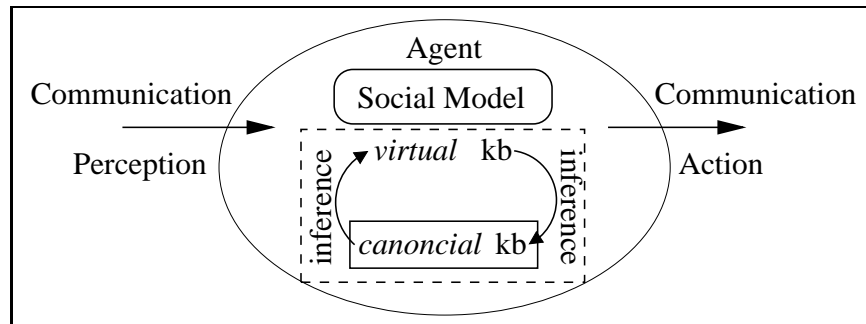 Agent
Communication
Social Model
Communication
Perception
virtual kb
Action
inference
inference
canoncial kb